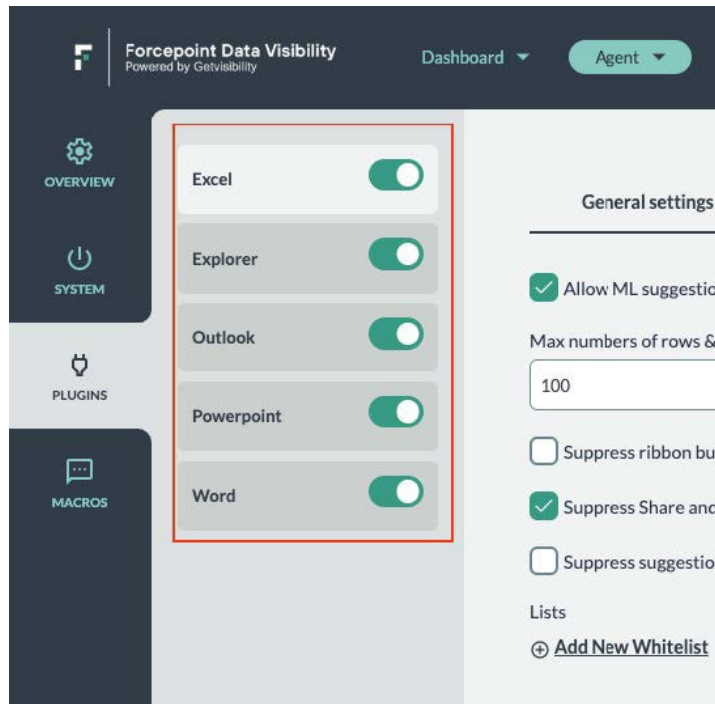 Forcepoint Data Visibility
Powered by Getvisibility
Dashboard
Agent
OVERVIEW
SYSTEM
PLUGINS
MACROS
Excel
Explorer
Outlook
Powerpoint
Word
General settings
Allow ML suggestio
Max numbers of rows &
100
Suppress ribbon bu
Suppress Share and
Suppress suggestio
Lists
Add New Whitelist